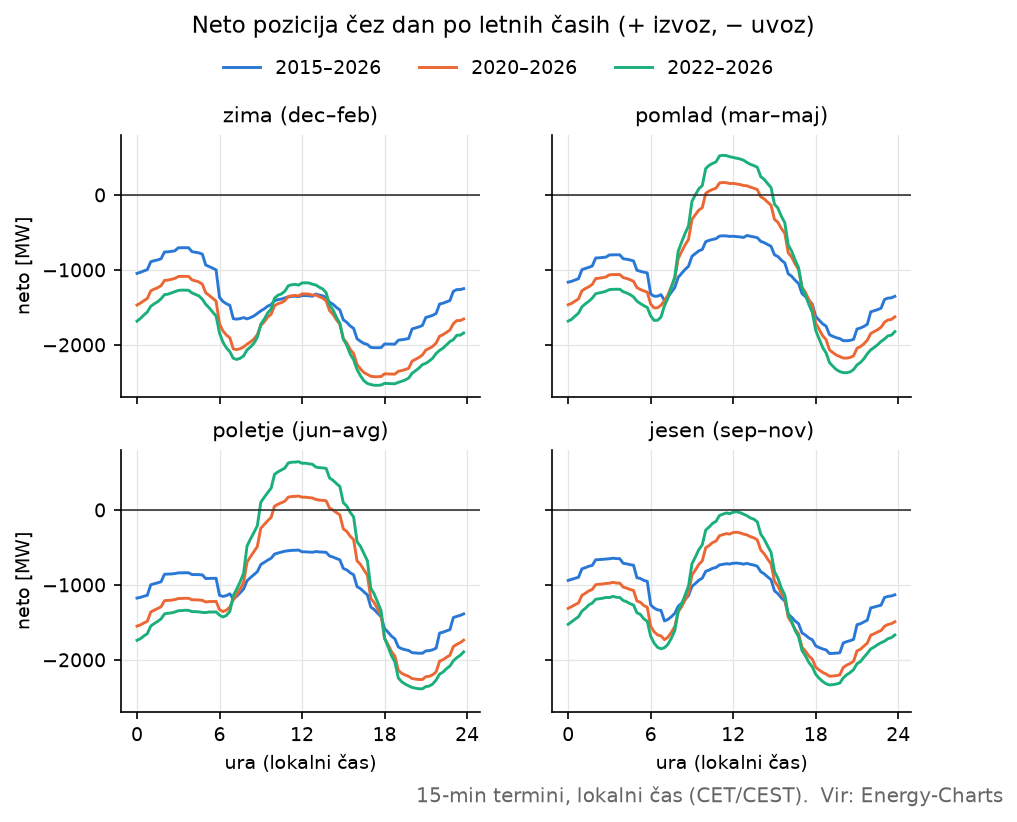 Neto pozicija čez dan po letnih časih (+ izvoz, − uvoz)
2015–2026
2020–2026
2022–2026
zima (dec–feb)
pomlad (mar–maj)
0
−1000
−2000
neto [MW]
poletje (jun–avg)
jesen (sep–nov)
0
−1000
−2000
neto [MW]
0 6 12 18 24
0 6 12 18 24
ura (lokalni čas)
ura (lokalni čas)
15-min termini, lokalni čas (CET/CEST).  Vir: Energy-Charts